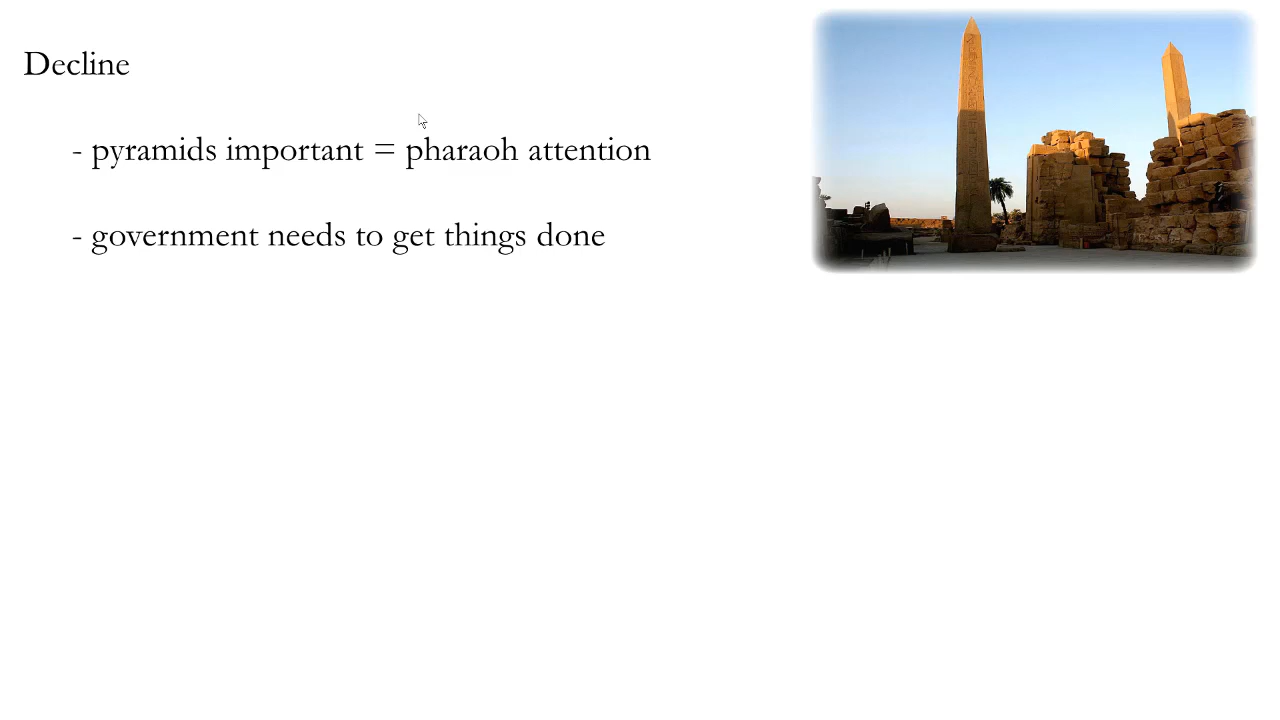 Decline
- pyramids important = pharaoh attention
- government needs to get things done